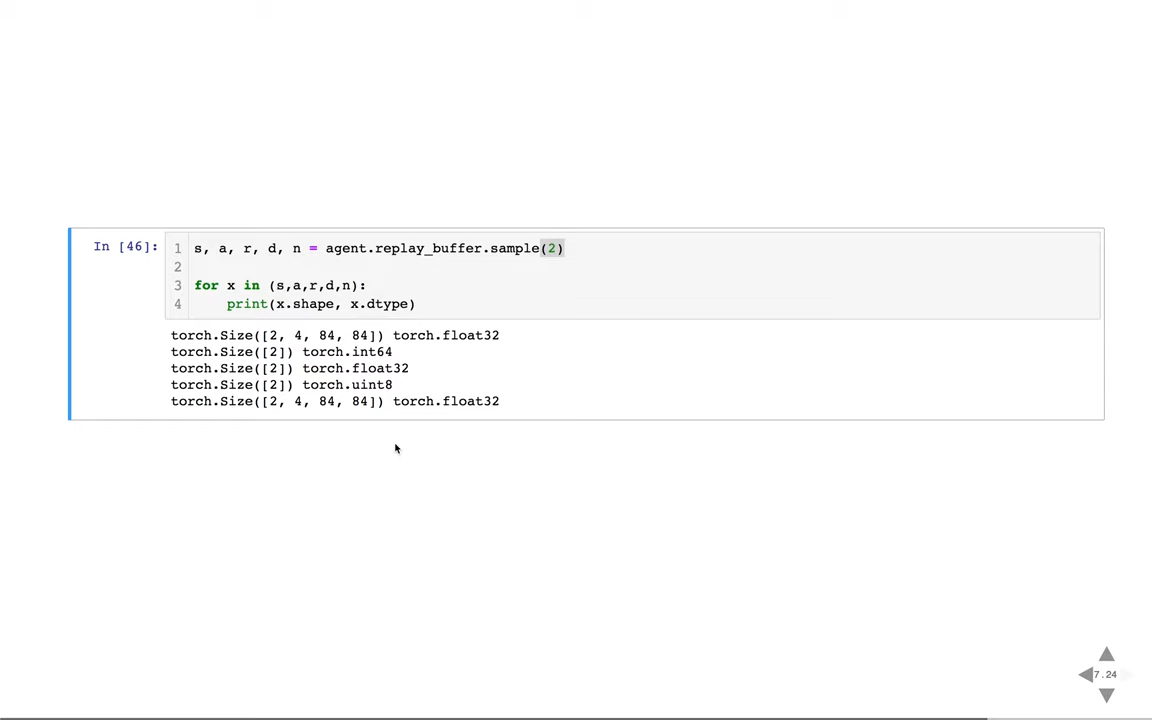 In [46]:
1 s, a, r, d, n = agent.replay_buffer.sample(2)
2
3 for x in (s,a,r,d,n):
4     print(x.shape, x.dtype)
torch.Size([2, 4, 84, 84]) torch.float32
torch.Size([2]) torch.int64
torch.Size([2]) torch.float32
torch.Size([2]) torch.uint8
torch.Size([2, 4, 84, 84]) torch.float32
7.24